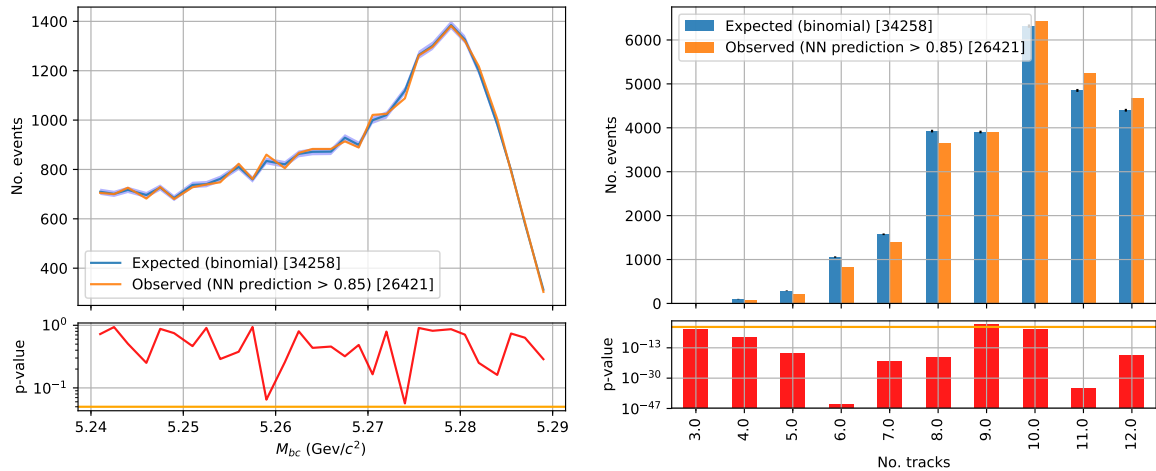 1400
1200
1000
800
600
400
No. events
Expected (binomial) [34258]
Observed (NN prediction > 0.85) [26421]
10^0
10^-1
p-value
5.24 5.25 5.26 5.27 5.28 5.29
M_bc (Gev/c^2)
Expected (binomial) [34258]
Observed (NN prediction > 0.85) [26421]
6000
5000
4000
3000
2000
1000
0
No. events
10^-13
10^-30
10^-47
p-value
3.0 4.0 5.0 6.0 7.0 8.0 9.0 10.0 11.0 12.0
No. tracks